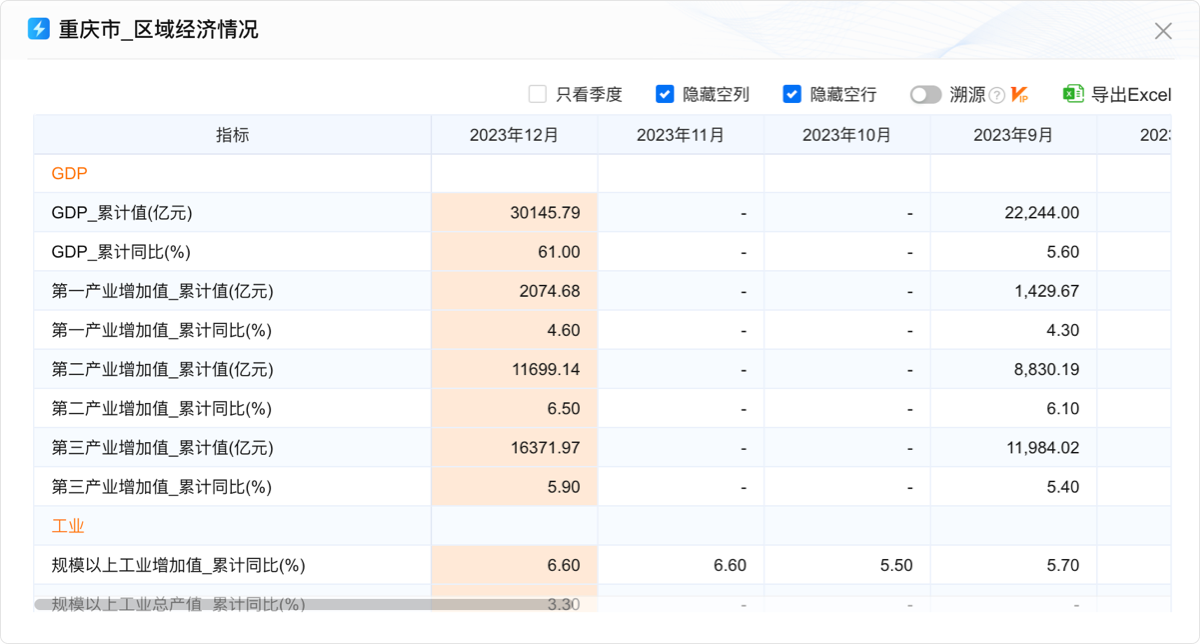 重庆市_区域经济情况
只看季度 隐藏空列 隐藏空行 溯源 ? VIP 导出Excel
指标 2023年12月 2023年11月 2023年10月 2023年9月 2023
GDP
GDP_累计值(亿元) 30145.79 - - 22,244.00
GDP_累计同比(%) 61.00 - - 5.60
第一产业增加值_累计值(亿元) 2074.68 - - 1,429.67
第一产业增加值_累计同比(%) 4.60 - - 4.30
第二产业增加值_累计值(亿元) 11699.14 - - 8,830.19
第二产业增加值_累计同比(%) 6.50 - - 6.10
第三产业增加值_累计值(亿元) 16371.97 - - 11,984.02
第三产业增加值_累计同比(%) 5.90 - - 5.40
工业
规模以上工业增加值_累计同比(%) 6.60 6.60 5.50 5.70
规模以上工业总产值_累计同比(%) 3.30 - - -